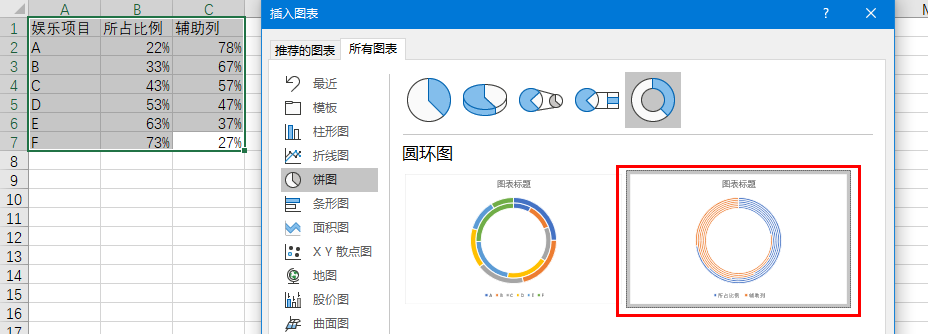 A B C
1 娱乐项目 所占比例 辅助列
2 A 22% 78%
3 B 33% 67%
4 C 43% 57%
5 D 53% 47%
6 E 63% 37%
7 F 73% 27%
8
9
10
11
12
13
14
15
16
17
插入图表 ?
M
推荐的图表 所有图表
最近
模板
柱形图
折线图
饼图
条形图
面积图
X Y 散点图
地图
股价图
曲面图
圆环图
图表标题
A B C D E F
图表标题
所占比例 辅助列